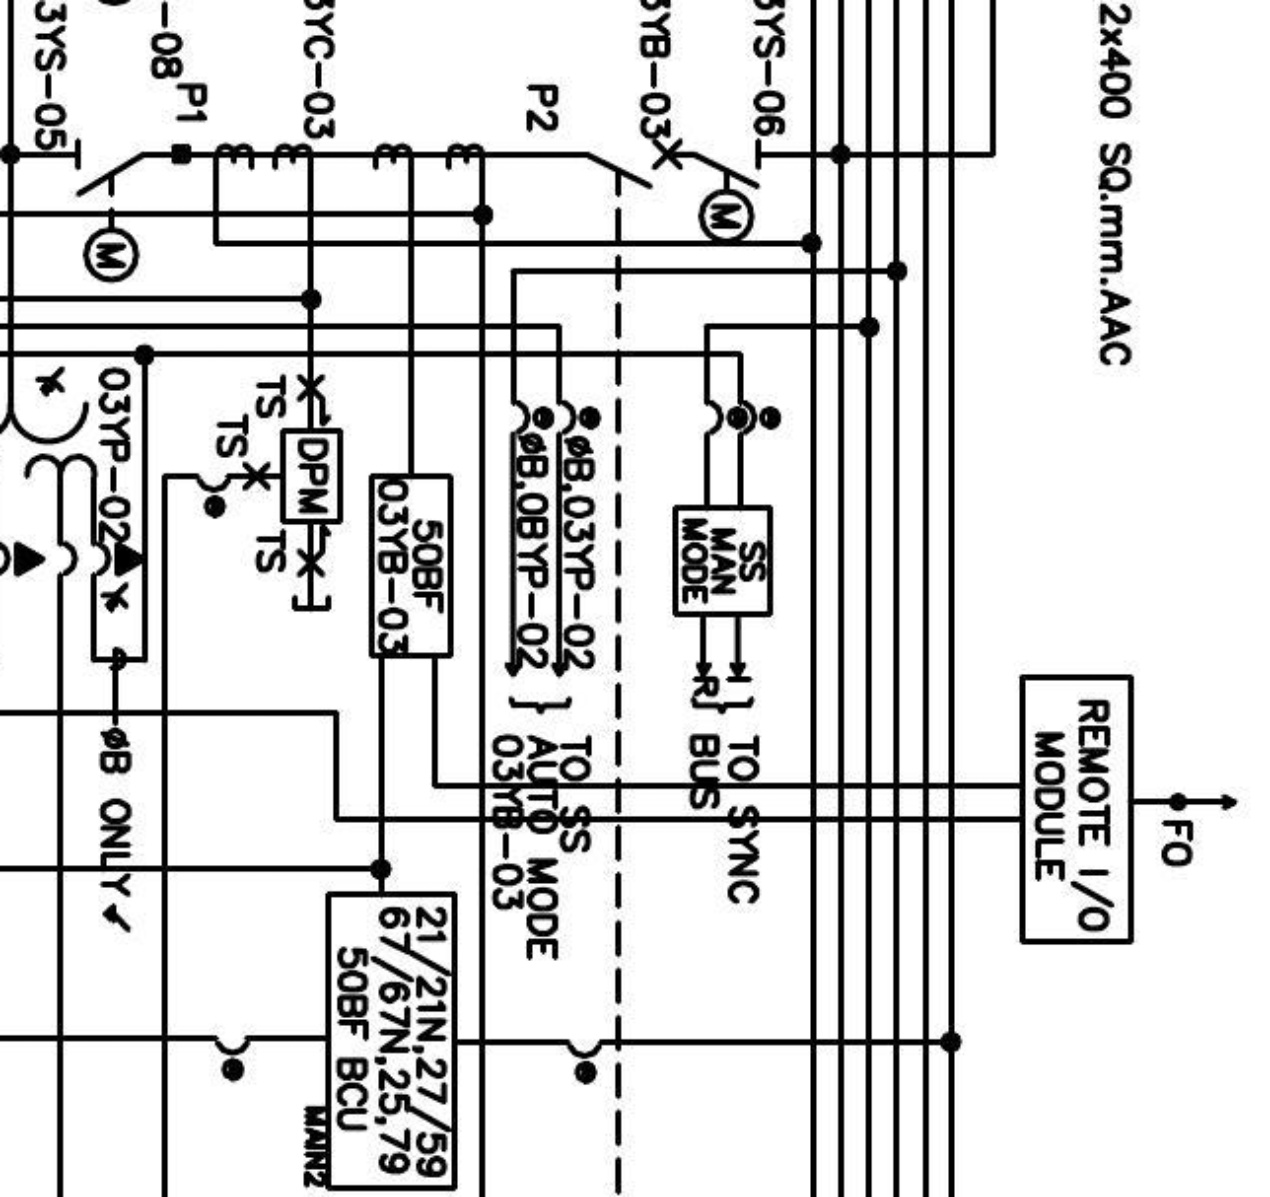 2x400 SQ.mm.AAC
3YS-06
3YB-03
P2
3YC-03
P1
-08
3YS-05
M
M
TS
TS
DPM
TS
03YP-02
50BF
03YB-03
øB,03YP-02
øB,0BYP-02
SS
MAN
MODE
I
R
TO SYNC
BUS
TO SS
AUTO MODE
03YB-03
REMOTE I/O
MODULE
FO
øB ONLY
21/21N,27/59
67/67N,25,79
50BF BCU
MAIN2